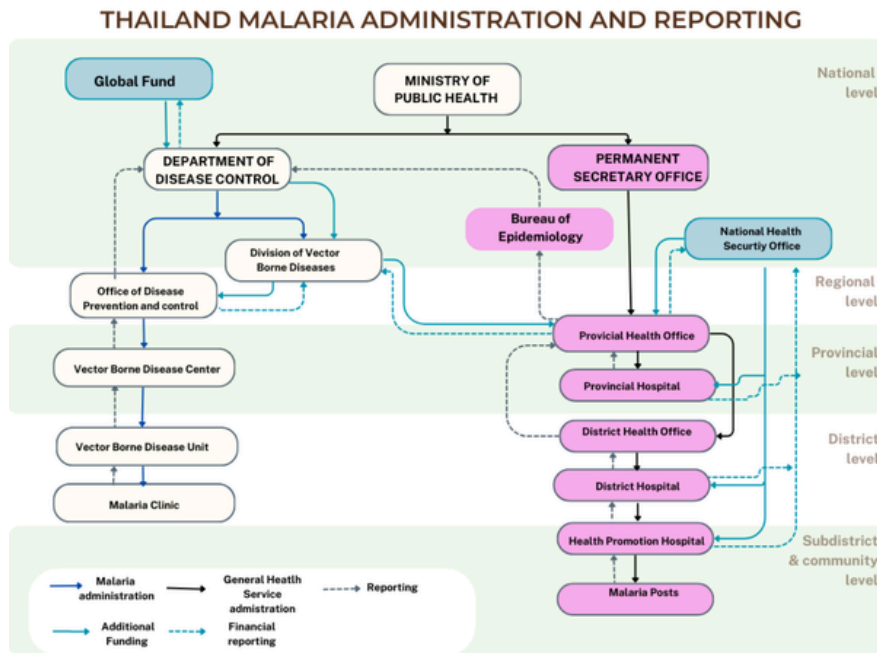 THAILAND MALARIA ADMINISTRATION AND REPORTING
National
level
Global Fund
MINISTRY OF
PUBLIC HEALTH
DEPARTMENT OF
DISEASE CONTROL
PERMANENT
SECRETARY OFFICE
Bureau of
Epidemiology
National Health
Securtiy Office
Division of Vector
Borne Diseases
Regional
level
Office of Disease
Prevention and control
Provicial Health Office
Provincial
level
Vector Borne Disease Center
Provincial Hospital
District
level
District Health Office
Vector Borne Disease Unit
District Hospital
Malaria Clinic
Subdistrict
& community
level
Health Promotion Hospital
Malaria Posts
Malaria
administration
General Heatlh
Service
admistration
Reporting
Additional
Funding
Financial
reporting